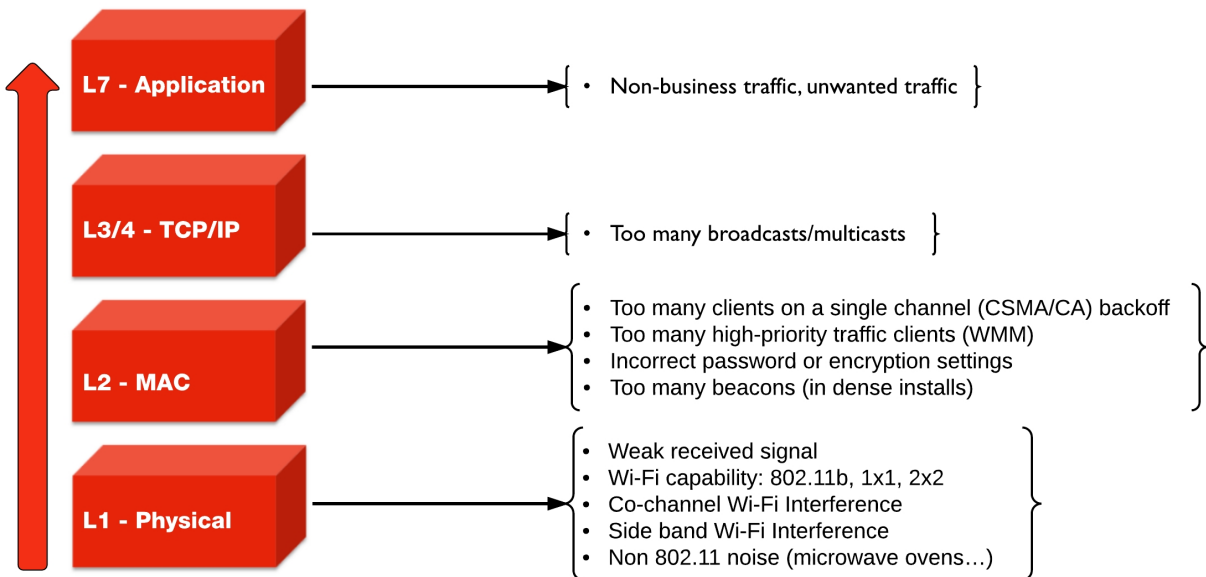 L7 - Application
• Non-business traffic, unwanted traffic
L3/4 - TCP/IP
• Too many broadcasts/multicasts
L2 - MAC
• Too many clients on a single channel (CSMA/CA) backoff
• Too many high-priority traffic clients (WMM)
• Incorrect password or encryption settings
• Too many beacons (in dense installs)
L1 - Physical
• Weak received signal
• Wi-Fi capability: 802.11b, 1x1, 2x2
• Co-channel Wi-Fi Interference
• Side band Wi-Fi Interference
• Non 802.11 noise (microwave ovens…)